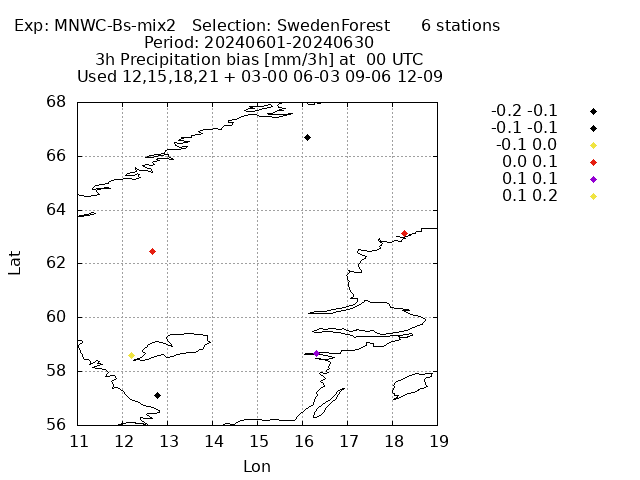 Exp: MNWC-Bs-mix2   Selection: SwedenForest      6 stations
Period: 20240601-20240630
3h Precipitation bias [mm/3h] at  00 UTC
Used 12,15,18,21 + 03-00 06-03 09-06 12-09
68
66
64
62
60
58
56
Lat
11 12 13 14 15 16 17 18 19
Lon
-0.2 -0.1
-0.1 -0.1
-0.1 0.0
0.0 0.1
0.1 0.1
0.1 0.2